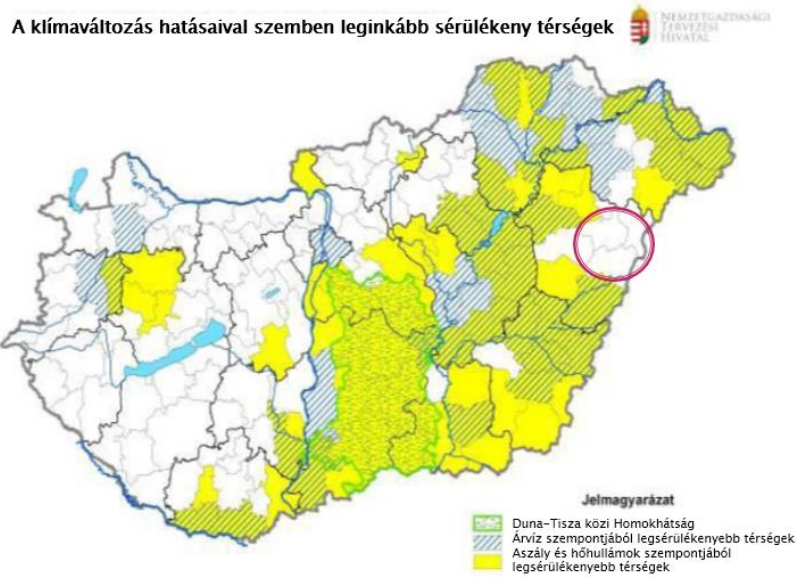 A klímaváltozás hatásaival szemben leginkább sérülékeny térségek
NEMZETGAZDASÁGI
TERVEZÉSI
HIVATAL
Jelmagyarázat
Duna-Tisza közi Homokhátság
Árvíz szempontjából legsérülékenyebb térségek
Aszály és hőhullámok szempontjából
legsérülékenyebb térségek